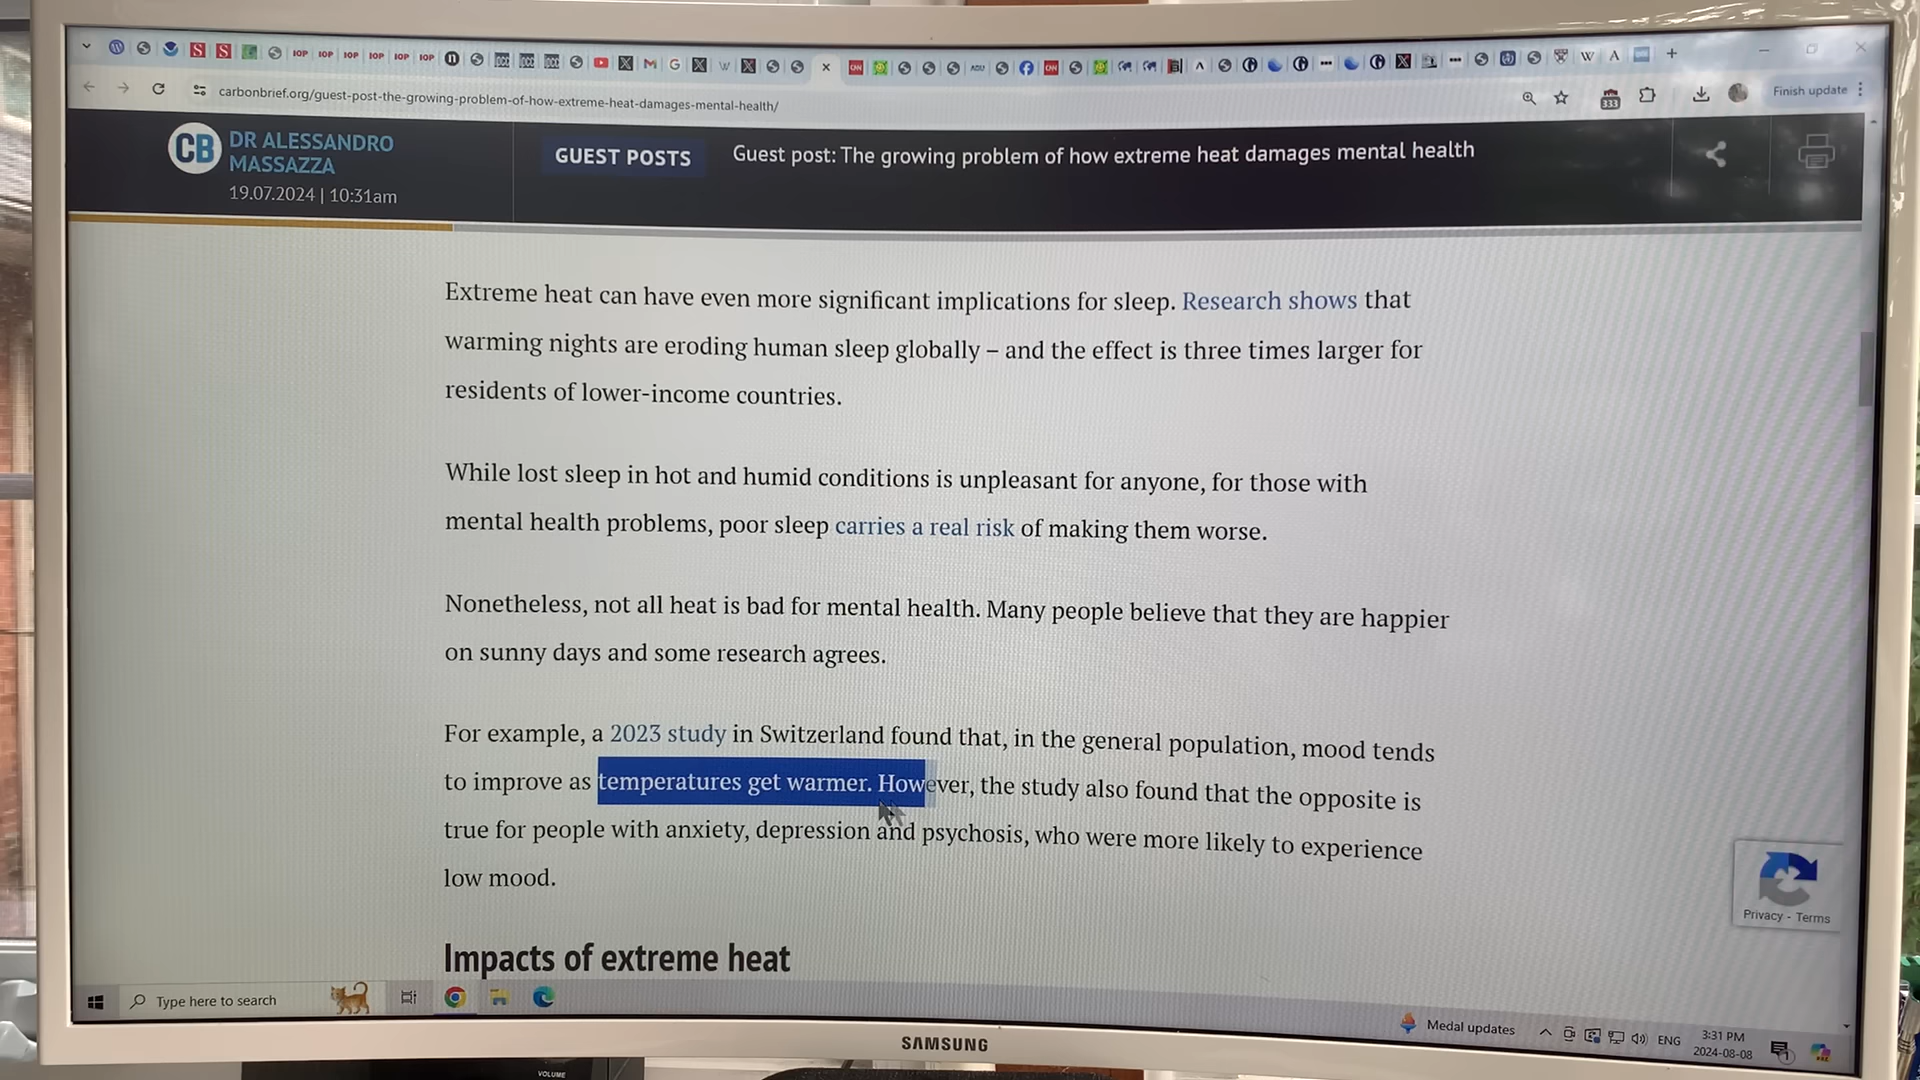 IOP IOP IOP IOP IOP IOP
carbonbrief.org/guest-post-the-growing-problem-of-how-extreme-heat-damages-mental-health/
333
Finish update
CB
DR ALESSANDRO
MASSAZZA
19.07.2024 | 10:31am
GUEST POSTS
Guest post: The growing problem of how extreme heat damages mental health
Extreme heat can have even more significant implications for sleep. Research shows that
warming nights are eroding human sleep globally – and the effect is three times larger for
residents of lower-income countries.
While lost sleep in hot and humid conditions is unpleasant for anyone, for those with
mental health problems, poor sleep carries a real risk of making them worse.
Nonetheless, not all heat is bad for mental health. Many people believe that they are happier
on sunny days and some research agrees.
For example, a 2023 study in Switzerland found that, in the general population, mood tends
to improve as temperatures get warmer. However, the study also found that the opposite is
true for people with anxiety, depression and psychosis, who were more likely to experience
low mood.
Impacts of extreme heat
Privacy - Terms
Type here to search
Medal updates
ENG
3:31 PM
2024-08-08
SAMSUNG
VOLUME